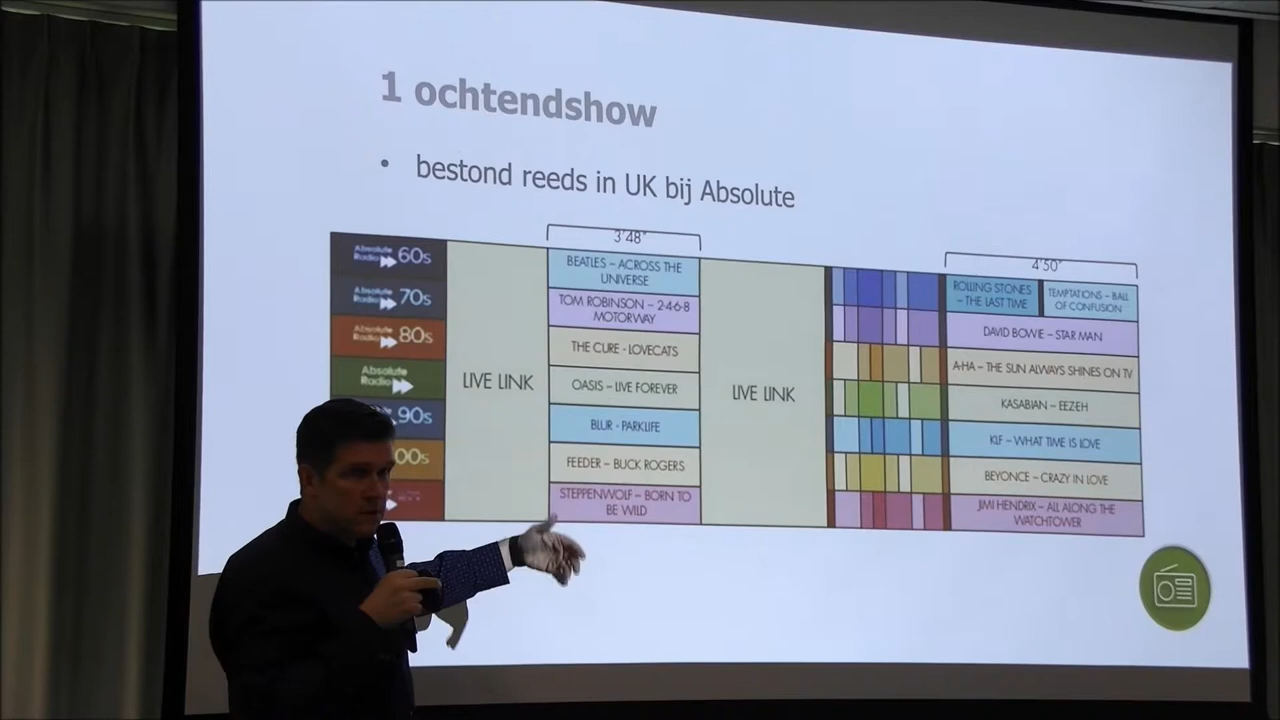 1 ochtendshow
• bestond reeds in UK bij Absolute
3'48"
4'50"
Absolute
Radio 60s
Absolute
Radio 70s
Absolute
Radio 80s
Absolute
Radio
90s
00s
LIVE LINK
BEATLES – ACROSS THE
UNIVERSE
TOM ROBINSON – 2-4-6-8
MOTORWAY
THE CURE - LOVECATS
OASIS – LIVE FOREVER
BLUR - PARKLIFE
FEEDER – BUCK ROGERS
STEPPENWOLF – BORN TO
BE WILD
LIVE LINK
ROLLING STONES
– THE LAST TIME
TEMPTATIONS – BALL
OF CONFUSION
DAVID BOWIE – STAR MAN
A-HA – THE SUN ALWAYS SHINES ON TV
KASABIAN – EEZ-EH
KLF – WHAT TIME IS LOVE
BEYONCE – CRAZY IN LOVE
JIMI HENDRIX – ALL ALONG THE
WATCHTOWER